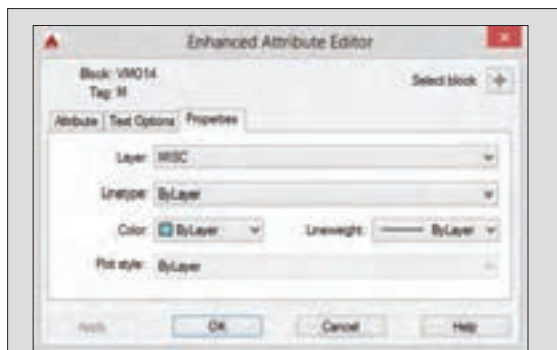 Enhanced Attribute Editor
Block: VM014
Tag: M
Select block
Attribute Text Options Properties
Layer: MISC
Linetype: ByLayer
Color: ByLayer Lineweight: ByLayer
Plot style: ByLayer
Apply OK Cancel Help